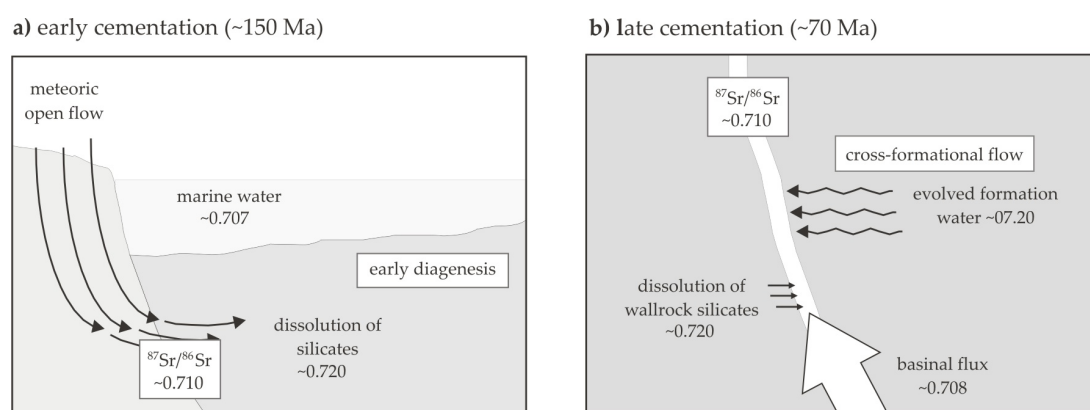 a) early cementation (~150 Ma)
meteoric
open flow
marine water
~0.707
early diagenesis
dissolution of
silicates
~0.720
⁸⁷Sr/⁸⁶Sr
~0.710
b) late cementation (~70 Ma)
⁸⁷Sr/⁸⁶Sr
~0.710
cross-formational flow
evolved formation
water ~07.20
dissolution of
wallrock silicates
~0.720
basinal flux
~0.708